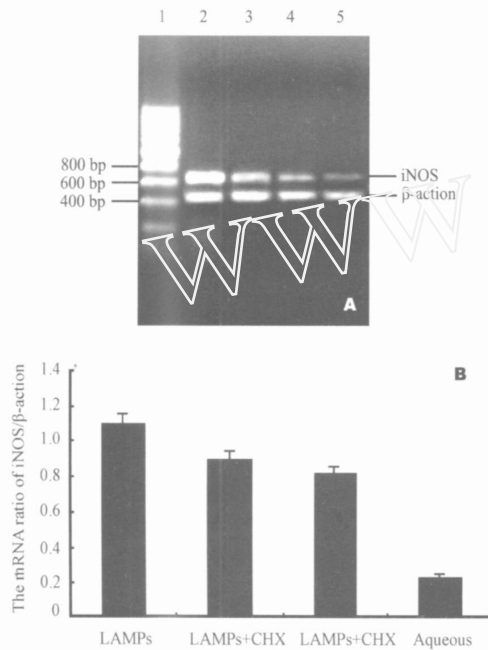 1 2 3 4 5
800 bp
600 bp
400 bp
iNOS
β-action
W W W
A
B
The mRNA ratio of iNOS/β-action
1.4
1.2
1.0
0.8
0.6
0.4
0.2
0
LAMPs LAMPs+CHX LAMPs+CHX Aqueous